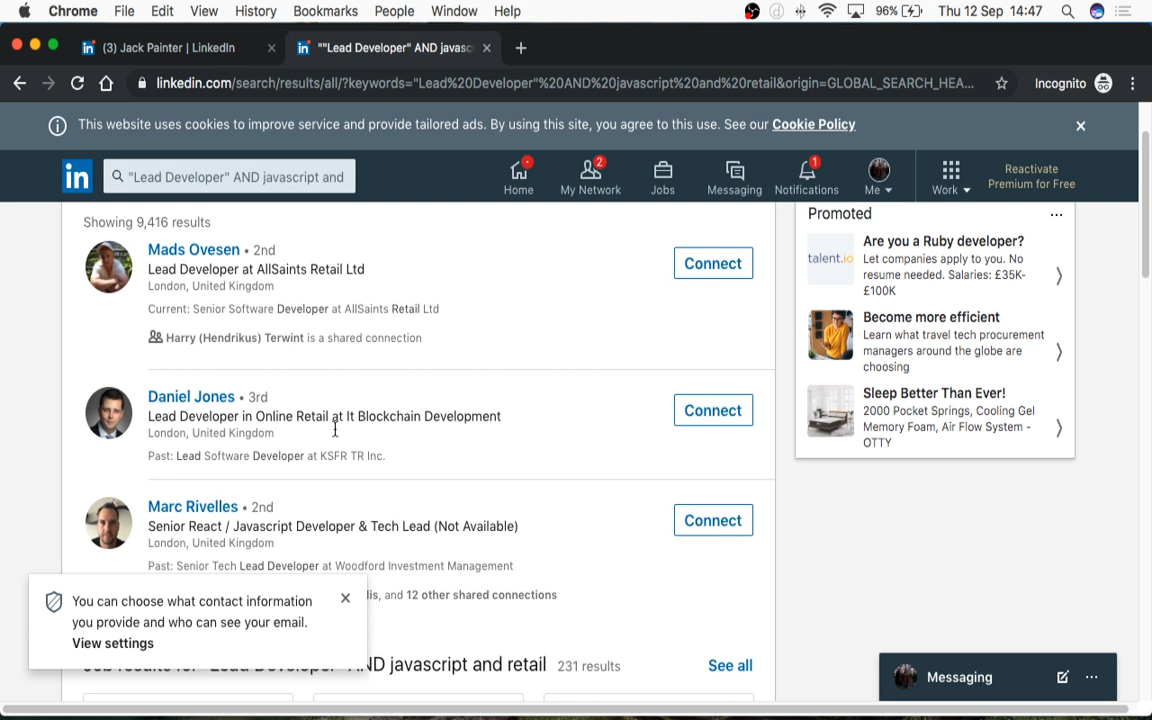 Chrome File Edit View History Bookmarks People Window Help 96% Thu 12 Sep 14:47
in (3) Jack Painter | LinkedIn
in ""Lead Developer" AND javasc
linkedin.com/search/results/all/?keywords="Lead%20Developer"%20AND%20javascript%20and%20retail&origin=GLOBAL_SEARCH_HEA... Incognito
This website uses cookies to improve service and provide tailored ads. By using this site, you agree to this use. See our Cookie Policy
in "Lead Developer" AND javascript and
Home
2 My Network
Jobs
Messaging
1 Notifications
Me
Work
Reactivate
Premium for Free
Showing 9,416 results
Mads Ovesen • 2nd
Lead Developer at AllSaints Retail Ltd
London, United Kingdom
Current: Senior Software Developer at AllSaints Retail Ltd
Harry (Hendrikus) Terwint is a shared connection
Connect
Daniel Jones • 3rd
Lead Developer in Online Retail at It Blockchain Development
London, United Kingdom
Past: Lead Software Developer at KSFR TR Inc.
Connect
Marc Rivelles • 2nd
Senior React / Javascript Developer & Tech Lead (Not Available)
London, United Kingdom
Past: Senior Tech Lead Developer at Woodford Investment Management
lis, and 12 other shared connections
Connect
You can choose what contact information
you provide and who can see your email.
View settings
AND javascript and retail 231 results
See all
Promoted
talent.io
Are you a Ruby developer?
Let companies apply to you. No
resume needed. Salaries: £35K-
£100K
Become more efficient
Learn what travel tech procurement
managers around the globe are
choosing
Sleep Better Than Ever!
2000 Pocket Springs, Cooling Gel
Memory Foam, Air Flow System -
OTTY
Messaging